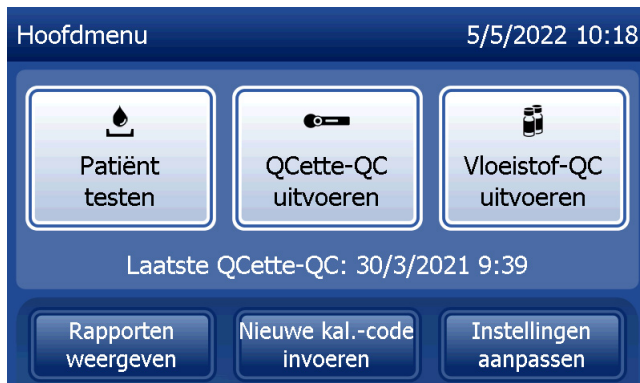 Hoofdmenu 5/5/2022 10:18
Patiënt
testen
QCette-QC
uitvoeren
Vloeistof-QC
uitvoeren
Laatste QCette-QC: 30/3/2021 9:39
Rapporten
weergeven
Nieuwe kal.-code
invoeren
Instellingen
aanpassen